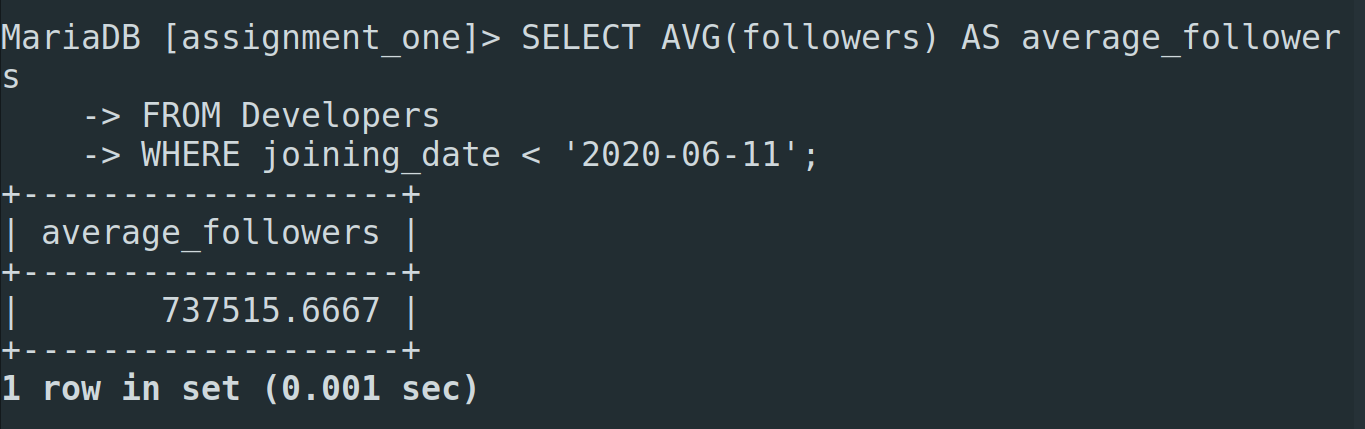 MariaDB [assignment_one]> SELECT AVG(followers) AS average_follower
s
    -> FROM Developers
    -> WHERE joining_date < '2020-06-11';
+-------------------+
| average_followers |
+-------------------+
|       737515.6667 |
+-------------------+
1 row in set (0.001 sec)